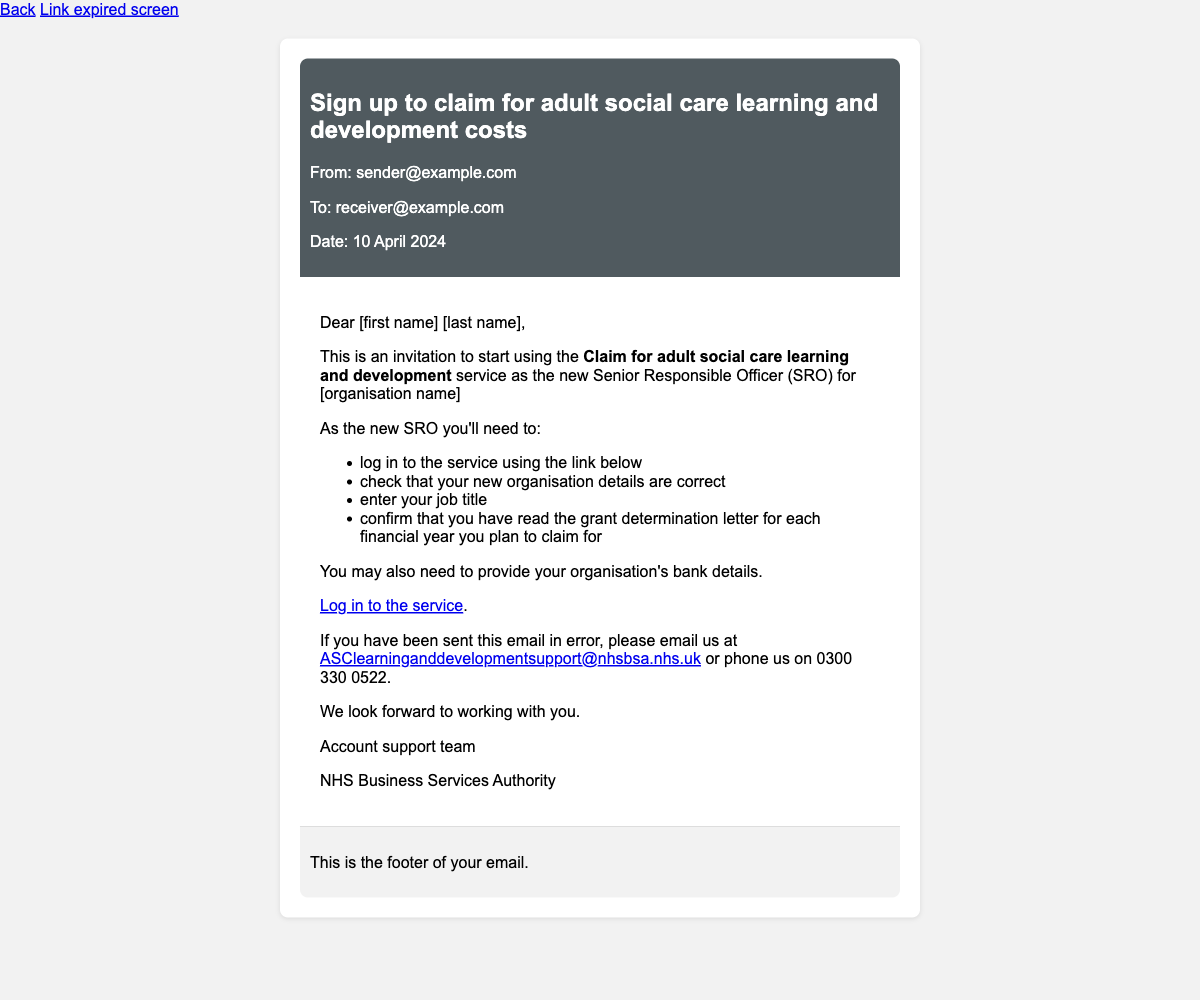 Back Link expired screen
Sign up to claim for adult social care learning and
development costs
From: sender@example.com
To: receiver@example.com
Date: 10 April 2024
Dear [first name] [last name],
This is an invitation to start using the Claim for adult social care learning
and development service as the new Senior Responsible Officer (SRO) for
[organisation name]
As the new SRO you'll need to:
• log in to the service using the link below
• check that your new organisation details are correct
• enter your job title
• confirm that you have read the grant determination letter for each
financial year you plan to claim for
You may also need to provide your organisation's bank details.
Log in to the service.
If you have been sent this email in error, please email us at
ASClearninganddevelopmentsupport@nhsbsa.nhs.uk or phone us on 0300
330 0522.
We look forward to working with you.
Account support team
NHS Business Services Authority
This is the footer of your email.